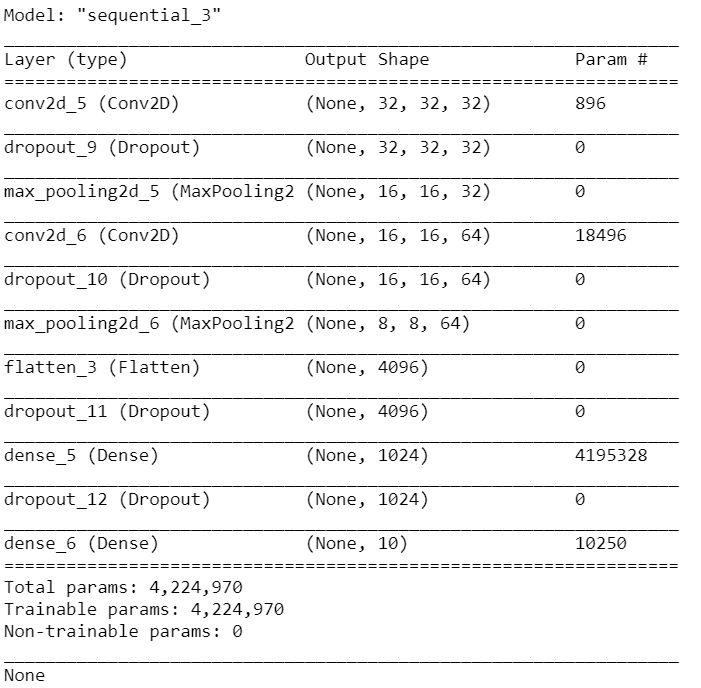 Model: "sequential_3"
_________________________________________________________________
Layer (type)                 Output Shape              Param #
=================================================================
conv2d_5 (Conv2D)            (None, 32, 32, 32)        896
_________________________________________________________________
dropout_9 (Dropout)          (None, 32, 32, 32)        0
_________________________________________________________________
max_pooling2d_5 (MaxPooling2 (None, 16, 16, 32)        0
_________________________________________________________________
conv2d_6 (Conv2D)            (None, 16, 16, 64)        18496
_________________________________________________________________
dropout_10 (Dropout)         (None, 16, 16, 64)        0
_________________________________________________________________
max_pooling2d_6 (MaxPooling2 (None, 8, 8, 64)          0
_________________________________________________________________
flatten_3 (Flatten)          (None, 4096)              0
_________________________________________________________________
dropout_11 (Dropout)         (None, 4096)              0
_________________________________________________________________
dense_5 (Dense)              (None, 1024)              4195328
_________________________________________________________________
dropout_12 (Dropout)         (None, 1024)              0
_________________________________________________________________
dense_6 (Dense)              (None, 10)                10250
=================================================================
Total params: 4,224,970
Trainable params: 4,224,970
Non-trainable params: 0
_________________________________________________________________
None